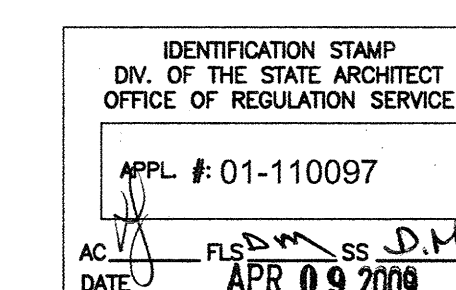 IDENTIFICATION STAMP
DIV. OF THE STATE ARCHITECT
OFFICE OF REGULATION SERVICE
APPL. #: 01-110097
AC FLS DM SS D.M
DATE APR 09 2009